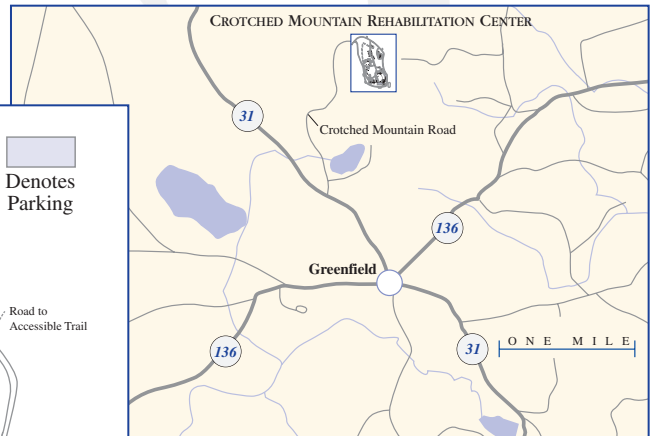 CROTCHED MOUNTAIN REHABILITATION CENTER
31
Crotched Mountain Road
Denotes
Parking
136
Greenfield
Road to
Accessible Trail
136
31
ONE MILE